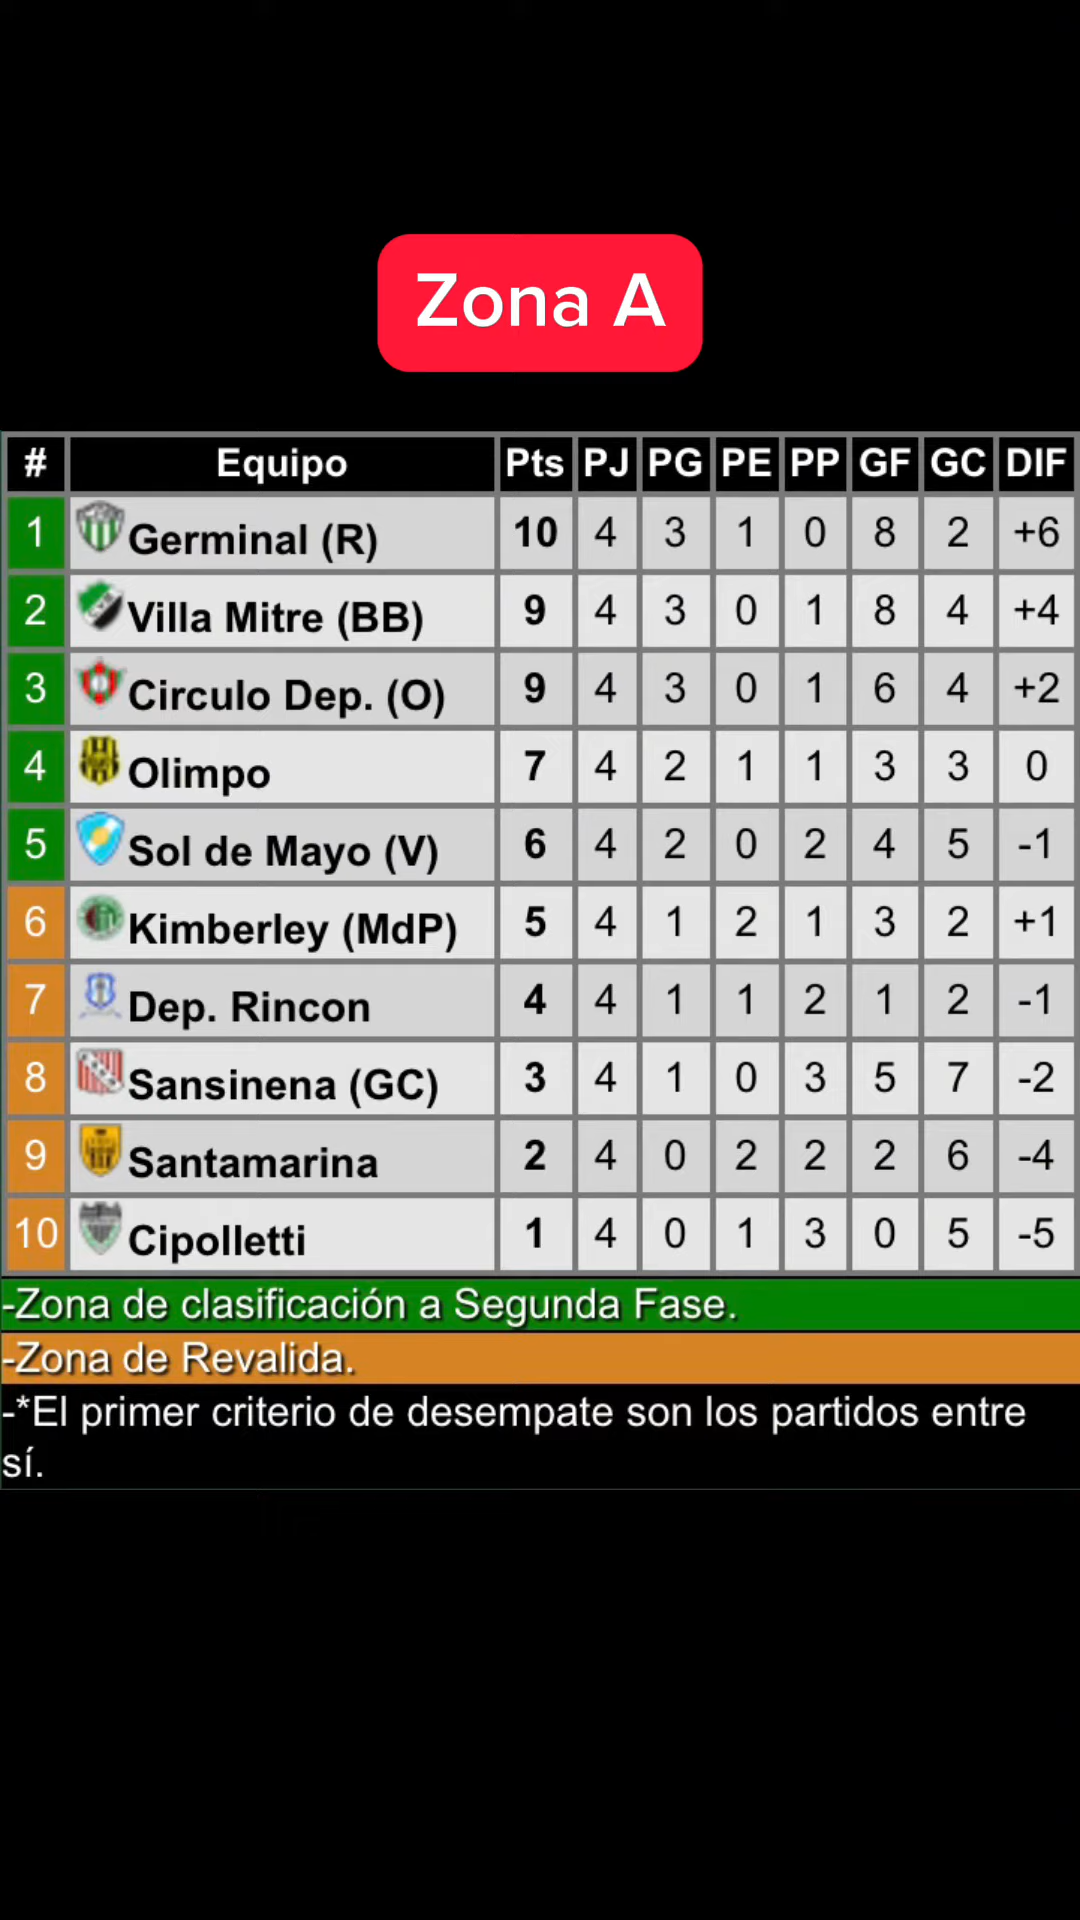 Zona A
# Equipo Pts PJ PG PE PP GF GC DIF
1 Germinal (R) 10 4 3 1 0 8 2 +6
2 Villa Mitre (BB) 9 4 3 0 1 8 4 +4
3 Circulo Dep. (O) 9 4 3 0 1 6 4 +2
4 Olimpo 7 4 2 1 1 3 3 0
5 Sol de Mayo (V) 6 4 2 0 2 4 5 -1
6 Kimberley (MdP) 5 4 1 2 1 3 2 +1
7 Dep. Rincon 4 4 1 1 2 1 2 -1
8 Sansinena (GC) 3 4 1 0 3 5 7 -2
9 Santamarina 2 4 0 2 2 2 6 -4
10 Cipolletti 1 4 0 1 3 0 5 -5
-Zona de clasificación a Segunda Fase.
-Zona de Revalida.
-*El primer criterio de desempate son los partidos entre
sí.